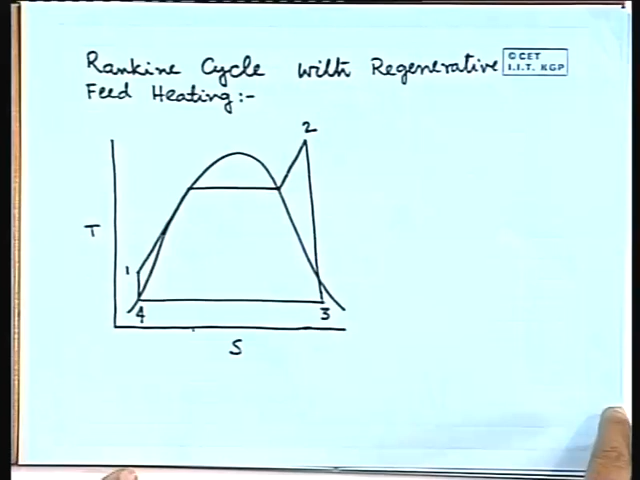 Rankine Cycle with Regenerative
Feed Heating:-
© CET
I.I.T. KGP
2
T
1
4
3
S